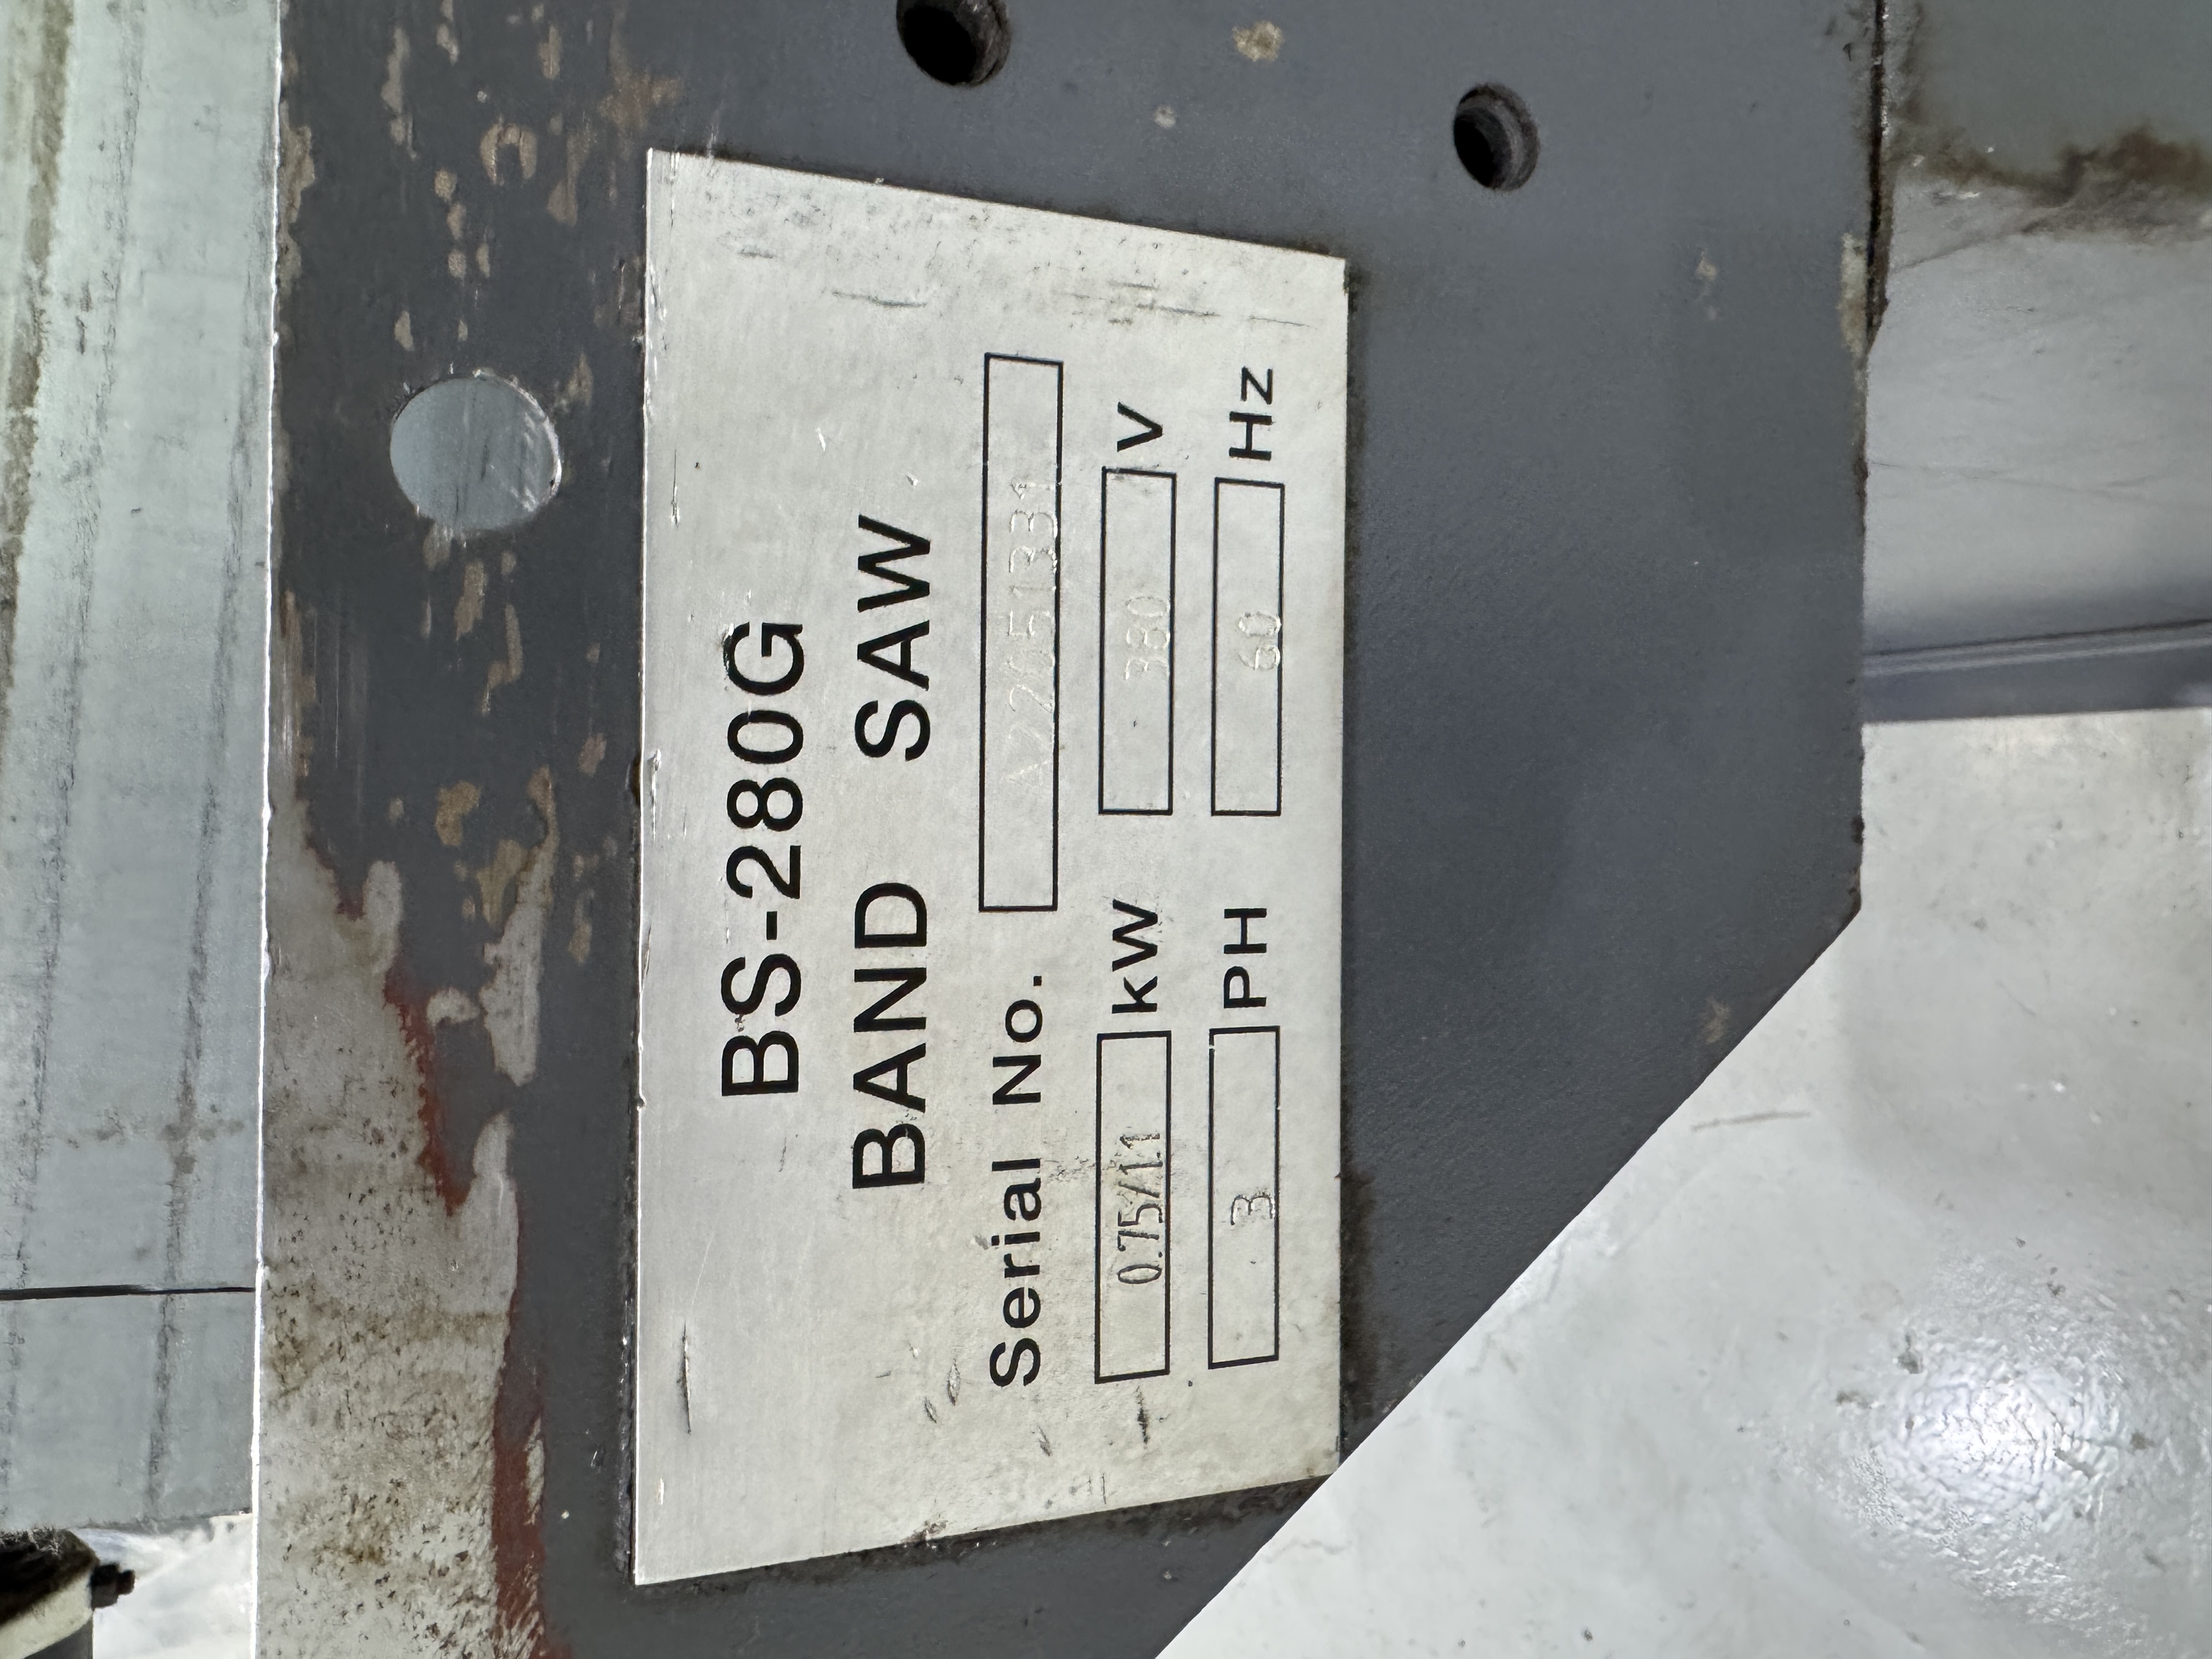 BS-280G
BAND SAW
Serial No.
0.75/1.1 kW 380 V
3 PH 60 Hz